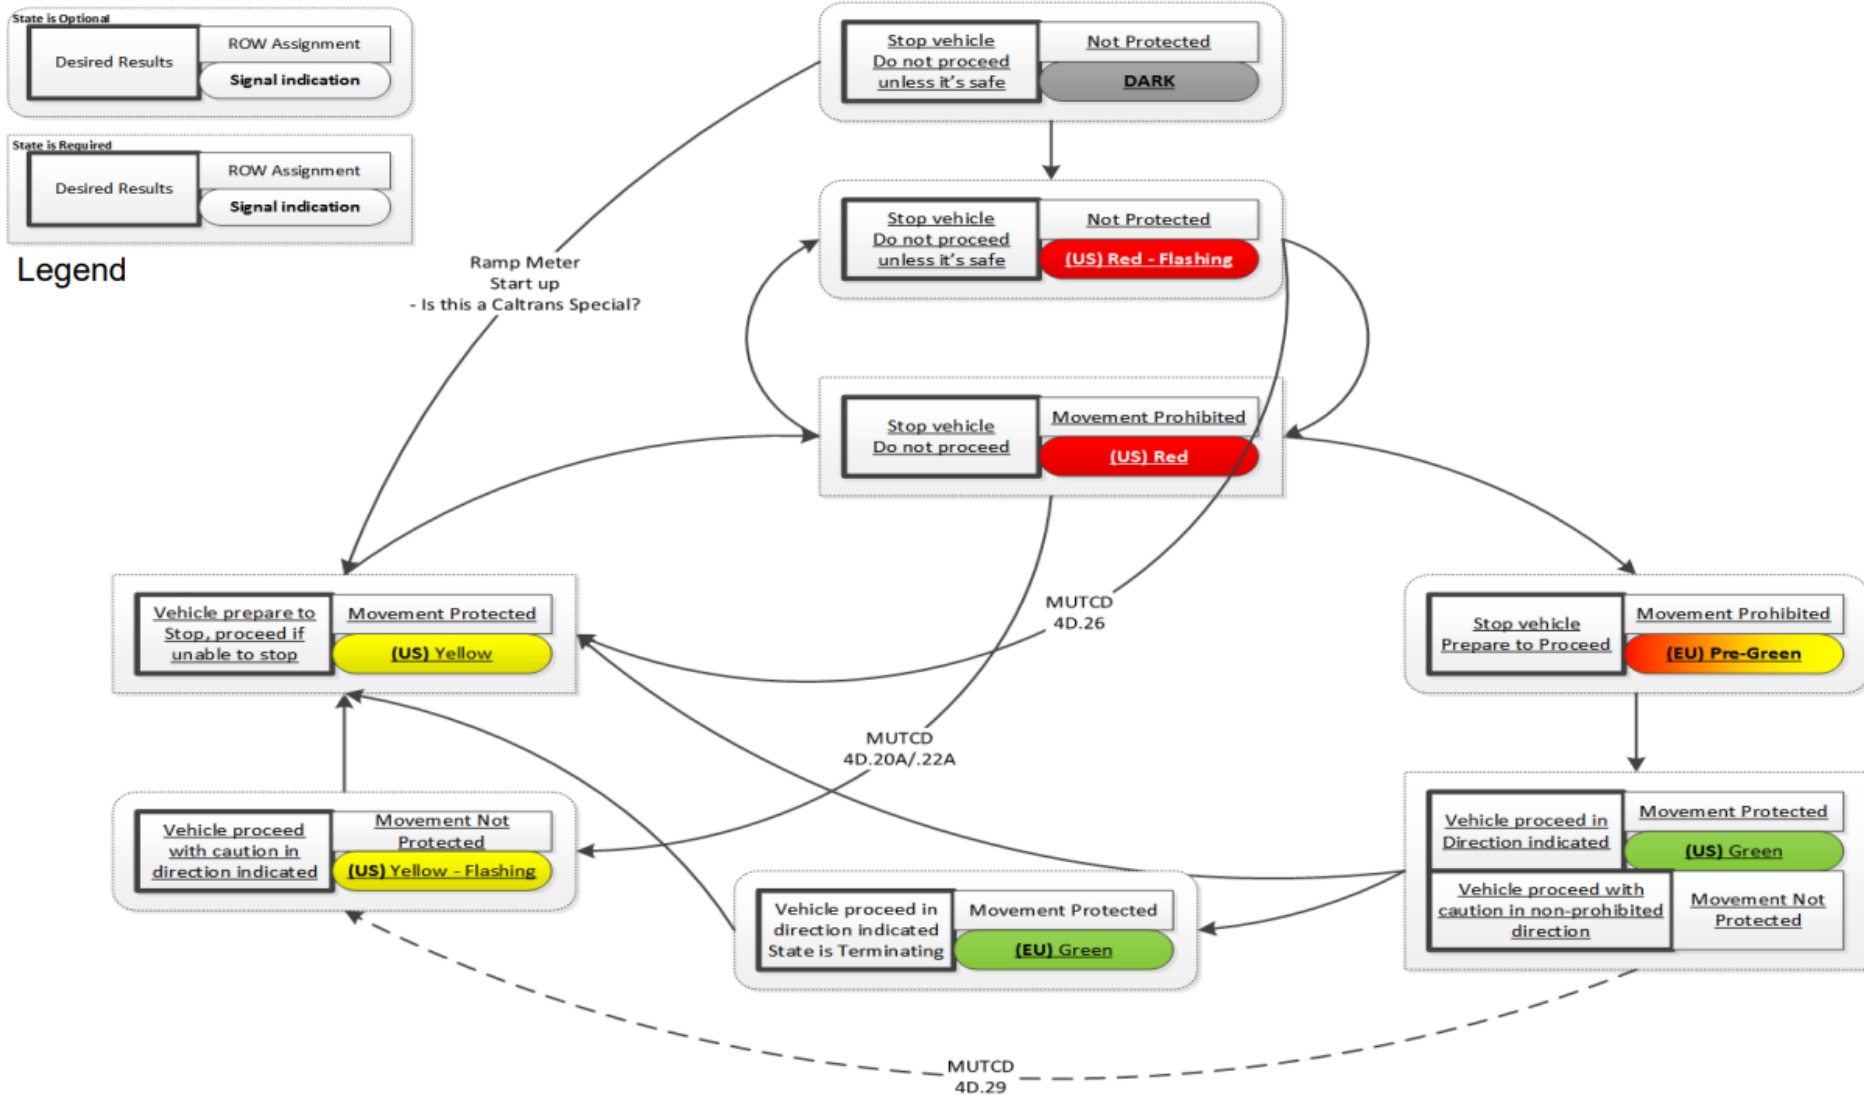 State is Optional
Desired Results
ROW Assignment
Signal indication
State is Required
Desired Results
ROW Assignment
Signal indication
Legend
Stop vehicle
Do not proceed
unless it's safe
Not Protected
DARK
Stop vehicle
Do not proceed
unless it's safe
Not Protected
(US) Red - Flashing
Ramp Meter
Start up
- Is this a Caltrans Special?
Stop vehicle
Do not proceed
Movement Prohibited
(US) Red
Vehicle prepare to
Stop, proceed if
unable to stop
Movement Protected
(US) Yellow
MUTCD
4D.26
Stop vehicle
Prepare to Proceed
Movement Prohibited
(EU) Pre-Green
MUTCD
4D.20A/.22A
Vehicle proceed
with caution in
direction indicated
Movement Not
Protected
(US) Yellow - Flashing
Vehicle proceed in
direction indicated
State is Terminating
Movement Protected
(EU) Green
Vehicle proceed in
Direction indicated
Movement Protected
(US) Green
Vehicle proceed with
caution in non-prohibited
direction
Movement Not
Protected
MUTCD
4D.29